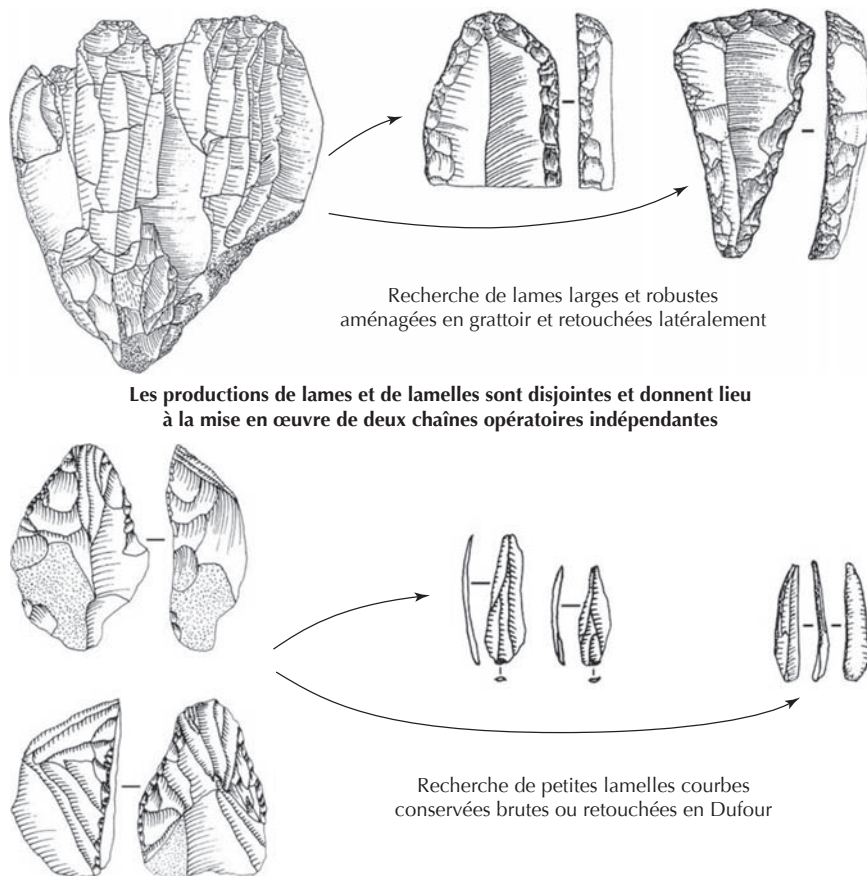 Recherche de lames larges et robustes
aménagées en grattoir et retouchées latéralement
Les productions de lames et de lamelles sont disjointes et donnent lieu
à la mise en œuvre de deux chaînes opératoires indépendantes
Recherche de petites lamelles courbes
conservées brutes ou retouchées en Dufour